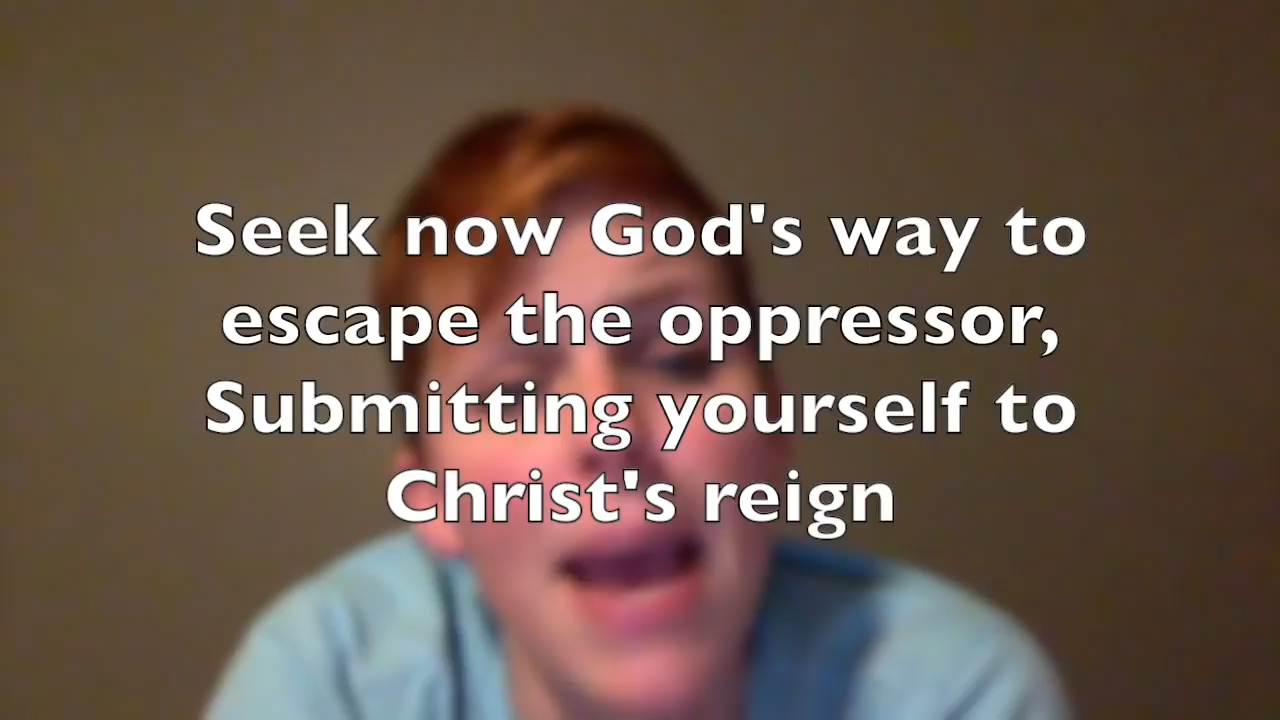 Seek now God's way to
escape the oppressor,
Submitting yourself to
Christ's reign